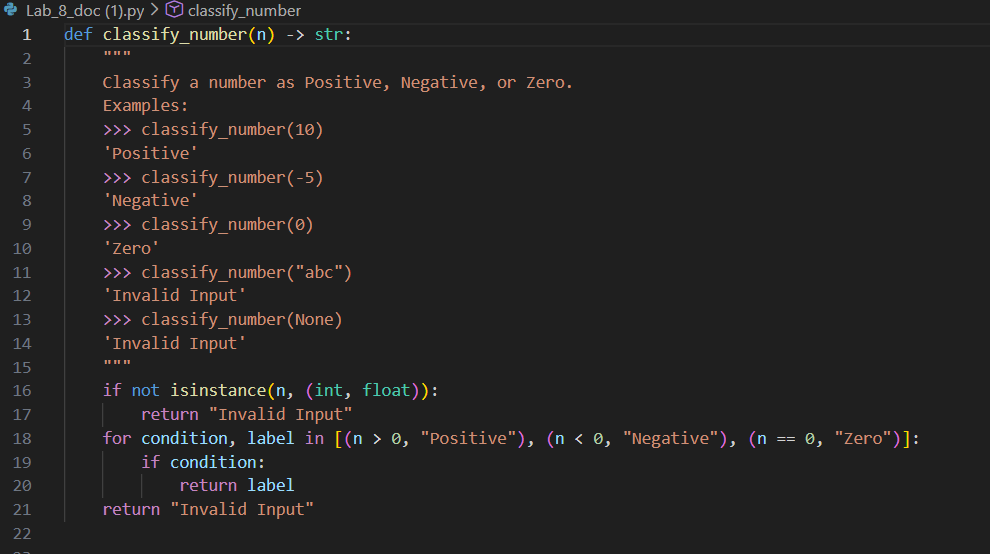 Lab_8_doc (1).py > classify_number
1 def classify_number(n) -> str:
2     """
3     Classify a number as Positive, Negative, or Zero.
4     Examples:
5     >>> classify_number(10)
6     'Positive'
7     >>> classify_number(-5)
8     'Negative'
9     >>> classify_number(0)
10     'Zero'
11     >>> classify_number("abc")
12     'Invalid Input'
13     >>> classify_number(None)
14     'Invalid Input'
15     """
16     if not isinstance(n, (int, float)):
17         return "Invalid Input"
18     for condition, label in [(n > 0, "Positive"), (n < 0, "Negative"), (n == 0, "Zero")]:
19         if condition:
20             return label
21     return "Invalid Input"
22